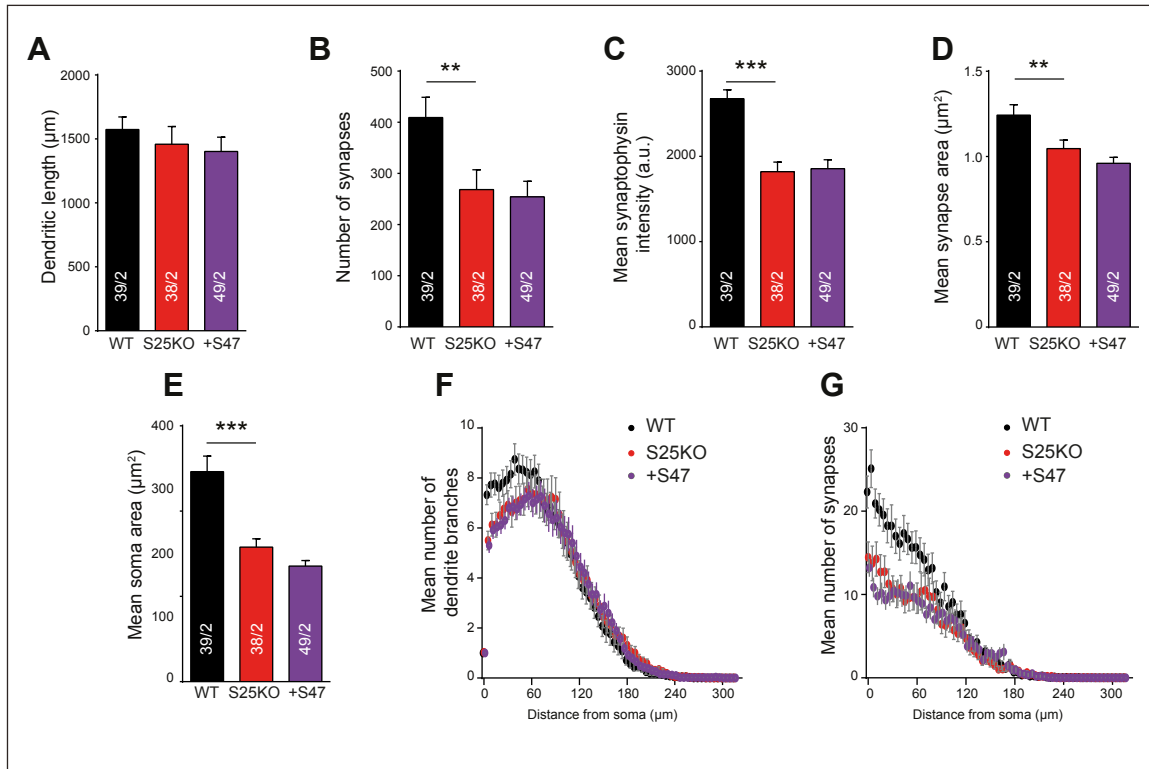 A
Dendritic length (µm)
2000
1500
1000
500
0
39/2
38/2
49/2
WT S25KO +S47
B
Number of synapses
500
400
300
200
100
0
**
39/2
38/2
49/2
WT S25KO +S47
C
Mean synaptophysin
intensity (a.u.)
3000
2000
1000
0
***
39/2
38/2
49/2
WT S25KO +S47
D
Mean synapse area (µm²)
1.5
1.0
0.5
0
**
39/2
38/2
49/2
WT S25KO +S47
E
Mean soma area (µm²)
400
300
200
100
0
***
39/2
38/2
49/2
WT S25KO +S47
F
Mean number of
dendrite branches
10
8
6
4
2
0
WT
S25KO
+S47
0 60 120 180 240 300
Distance from soma (µm)
G
Mean number of synapses
30
20
10
0
WT
S25KO
+S47
0 60 120 180 240 300
Distance from soma (µm)